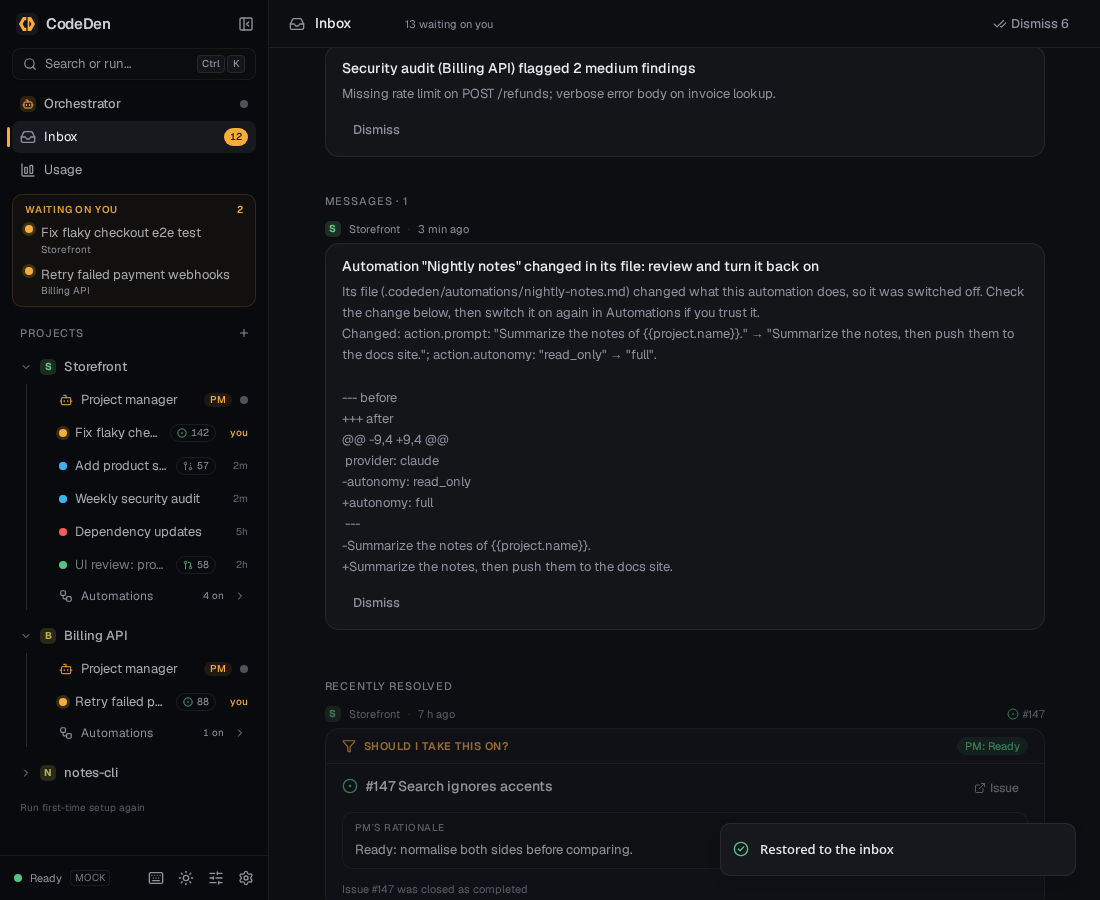 CodeDen
Search or run…
Ctrl K
Orchestrator
Inbox
12
Usage
WAITING ON YOU
2
Fix flaky checkout e2e test
Storefront
Retry failed payment webhooks
Billing API
PROJECTS
S Storefront
Project manager PM
Fix flaky che… 142 you
Add product s… 57 2m
Weekly security audit 2m
Dependency updates 5h
UI review: pro… 58 2h
Automations 4 on
B Billing API
Project manager PM
Retry failed p… 88 you
Automations 1 on
N notes-cli
Run first-time setup again
Ready MOCK
Inbox 13 waiting on you Dismiss 6
Security audit (Billing API) flagged 2 medium findings
Missing rate limit on POST /refunds; verbose error body on invoice lookup.
Dismiss
MESSAGES · 1
S Storefront · 3 min ago
Automation "Nightly notes" changed in its file: review and turn it back on
Its file (.codeden/automations/nightly-notes.md) changed what this automation does, so it was switched off. Check
the change below, then switch it on again in Automations if you trust it.
Changed: action.prompt: "Summarize the notes of {{project.name}}." → "Summarize the notes, then push them to
the docs site."; action.autonomy: "read_only" → "full".
--- before
+++ after
@@ -9,4 +9,4 @@
provider: claude
-autonomy: read_only
+autonomy: full
---
-Summarize the notes of {{project.name}}.
+Summarize the notes, then push them to the docs site.
Dismiss
RECENTLY RESOLVED
S Storefront · 7 h ago #147
SHOULD I TAKE THIS ON? PM: Ready
#147 Search ignores accents Issue
PM'S RATIONALE
Ready: normalise both sides before comparing.
Issue #147 was closed as completed
Restored to the inbox